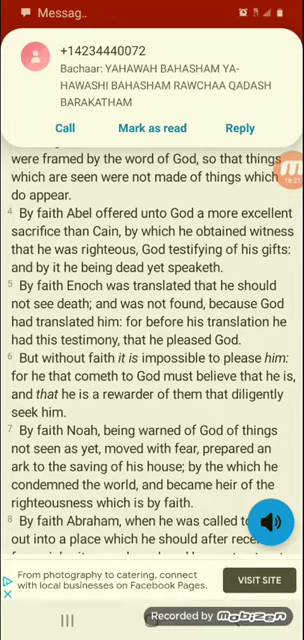 Messag..
+14234440072
Bachaar: YAHAWAH BAHASHAM YA-
HAWASHI BAHASHAM RAWCHAA QADASH
BARAKATHAM
Call Mark as read Reply
were framed by the word of God, so that things
which are seen were not made of things which
do appear.
m
16:21
4 By faith Abel offered unto God a more excellent
sacrifice than Cain, by which he obtained witness
that he was righteous, God testifying of his gifts:
and by it he being dead yet speaketh.
5 By faith Enoch was translated that he should
not see death; and was not found, because God
had translated him: for before his translation he
had this testimony, that he pleased God.
6 But without faith it is impossible to please him:
for he that cometh to God must believe that he is,
and that he is a rewarder of them that diligently
seek him.
7 By faith Noah, being warned of God of things
not seen as yet, moved with fear, prepared an
ark to the saving of his house; by the which he
condemned the world, and became heir of the
righteousness which is by faith.
8 By faith Abraham, when he was called to
out into a place which he should after
From photography to catering, connect
with local businesses on Facebook Pages.
VISIT SITE
Recorded by Mobizen